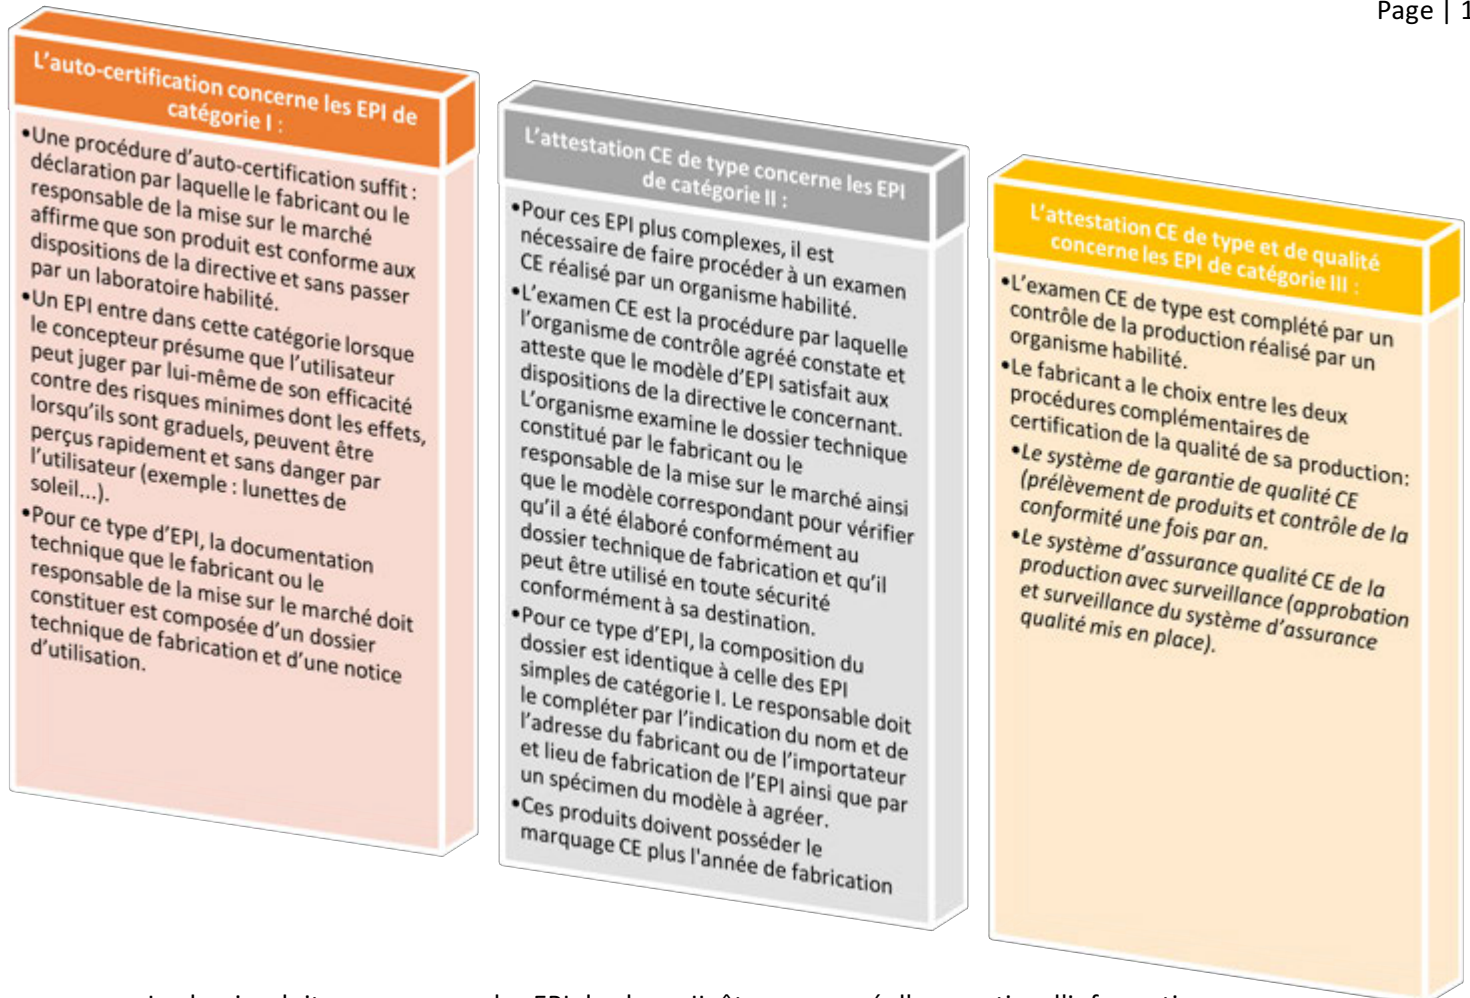 Page | 1
L'auto-certification concerne les EPI de
catégorie I :
•Une procédure d'auto-certification suffit :
déclaration par laquelle le fabricant ou le
responsable de la mise sur le marché
affirme que son produit est conforme aux
dispositions de la directive et sans passer
par un laboratoire habilité.
•Un EPI entre dans cette catégorie lorsque
le concepteur présume que l'utilisateur
peut juger par lui-même de son efficacité
contre des risques minimes dont les effets,
lorsqu'ils sont graduels, peuvent être
perçus rapidement et sans danger par
l'utilisateur (exemple : lunettes de
soleil...).
•Pour ce type d'EPI, la documentation
technique que le fabricant ou le
responsable de la mise sur le marché doit
constituer est composée d'un dossier
technique de fabrication et d'une notice
d'utilisation.
L'attestation CE de type concerne les EPI
de catégorie II :
•Pour ces EPI plus complexes, il est
nécessaire de faire procéder à un examen
CE réalisé par un organisme habilité.
•L'examen CE est la procédure par laquelle
l'organisme de contrôle agréé constate et
atteste que le modèle d'EPI satisfait aux
dispositions de la directive le concernant.
L'organisme examine le dossier technique
constitué par le fabricant ou le
responsable de la mise sur le marché ainsi
que le modèle correspondant pour vérifier
qu'il a été élaboré conformément au
dossier technique de fabrication et qu'il
peut être utilisé en toute sécurité
conformément à sa destination.
•Pour ce type d'EPI, la composition du
dossier est identique à celle des EPI
simples de catégorie I. Le responsable doit
le compléter par l'indication du nom et de
l'adresse du fabricant ou de l'importateur
et lieu de fabrication de l'EPI ainsi que par
un spécimen du modèle à agréer.
•Ces produits doivent posséder le
marquage CE plus l'année de fabrication
L'attestation CE de type et de qualité
concerne les EPI de catégorie III :
•L'examen CE de type est complété par un
contrôle de la production réalisé par un
organisme habilité.
•Le fabricant a le choix entre les deux
procédures complémentaires de
certification de la qualité de sa production:
•Le système de garantie de qualité CE
(prélèvement de produits et contrôle de la
conformité une fois par an.
•Le système d'assurance qualité CE de la
production avec surveillance (approbation
et surveillance du système d'assurance
qualité mis en place).